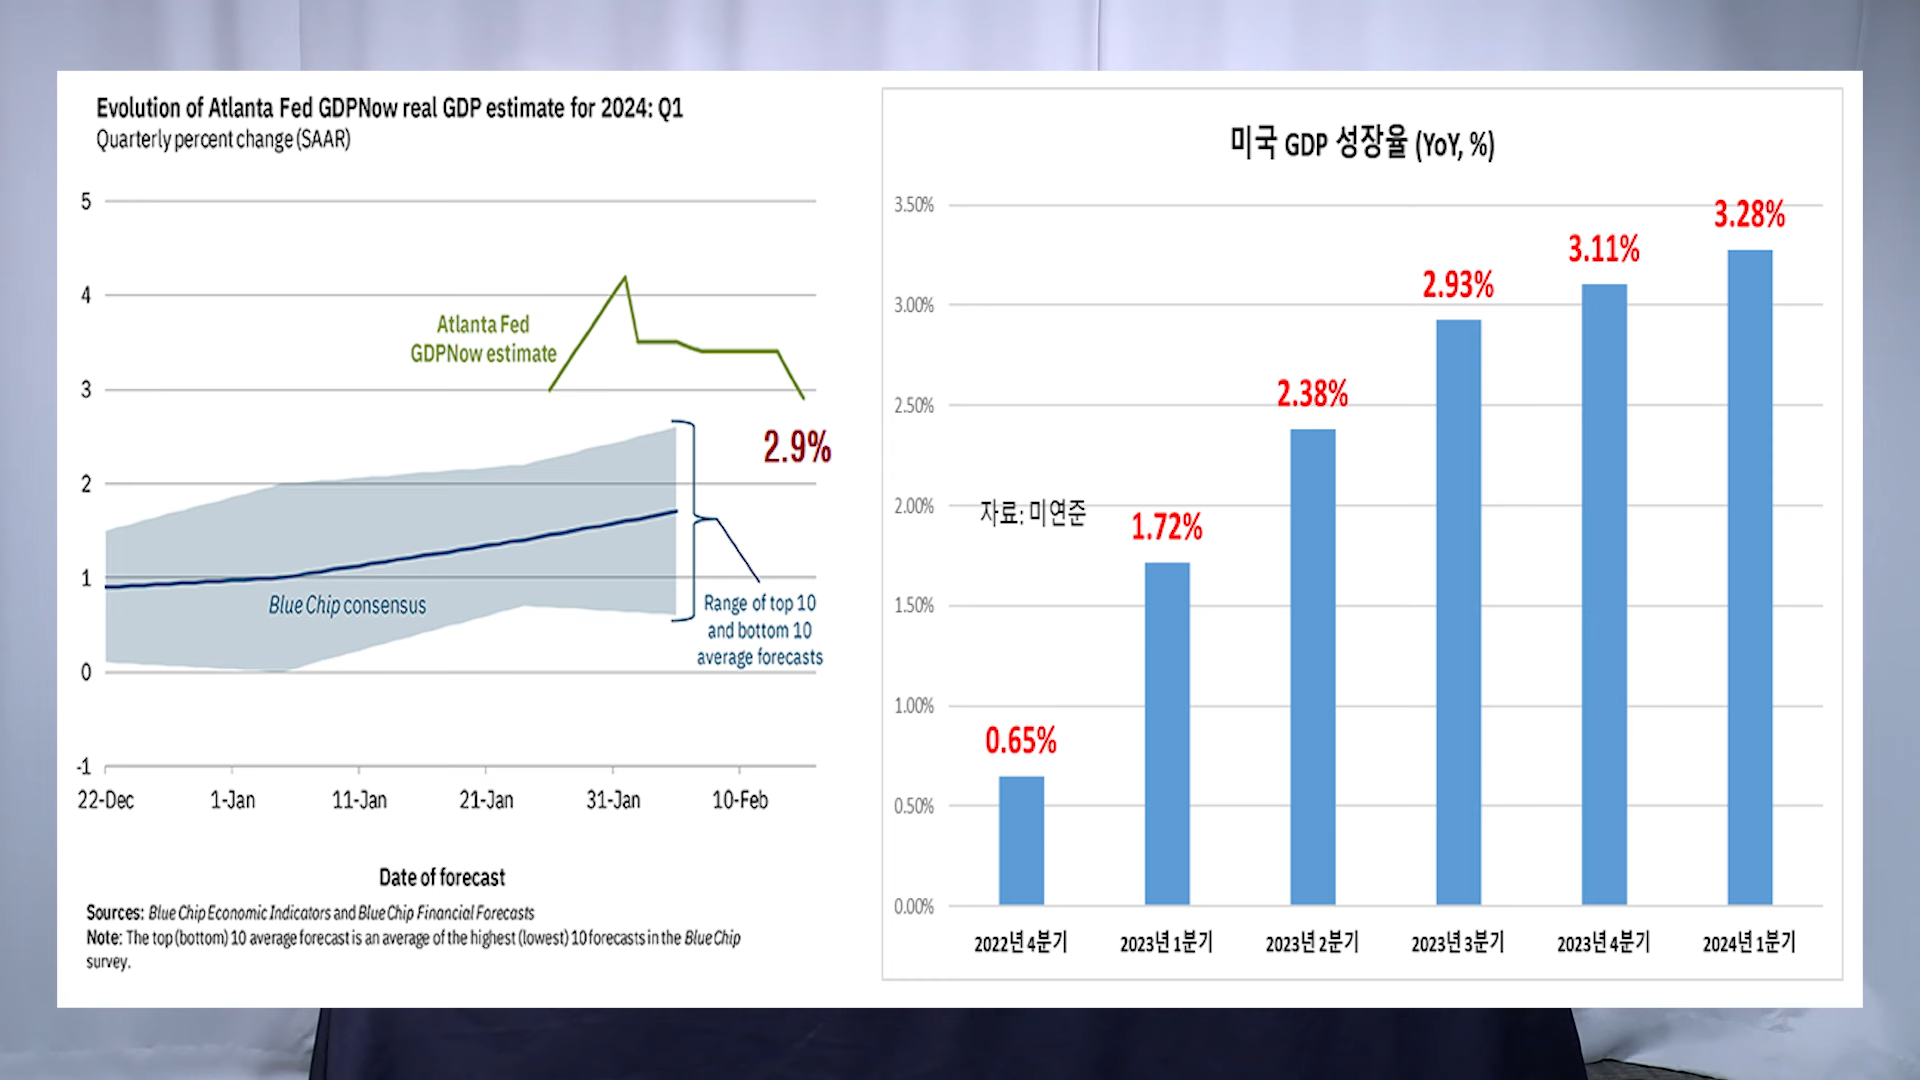 Evolution of Atlanta Fed GDPNow real GDP estimate for 2024: Q1
Quarterly percent change (SAAR)
5
4
3
2
1
0
-1
Atlanta Fed
GDPNow estimate
2.9%
Blue Chip consensus
Range of top 10
and bottom 10
average forecasts
22-Dec 1-Jan 11-Jan 21-Jan 31-Jan 10-Feb
Date of forecast
Sources: Blue Chip Economic Indicators and Blue Chip Financial Forecasts
Note: The top (bottom) 10 average forecast is an average of the highest (lowest) 10 forecasts in the Blue Chip
survey.
미국 GDP 성장율 (YoY, %)
3.50%
3.00%
2.50%
2.00%
1.50%
1.00%
0.50%
0.00%
자료: 미연준
0.65%
1.72%
2.38%
2.93%
3.11%
3.28%
2022년 4분기 2023년 1분기 2023년 2분기 2023년 3분기 2023년 4분기 2024년 1분기